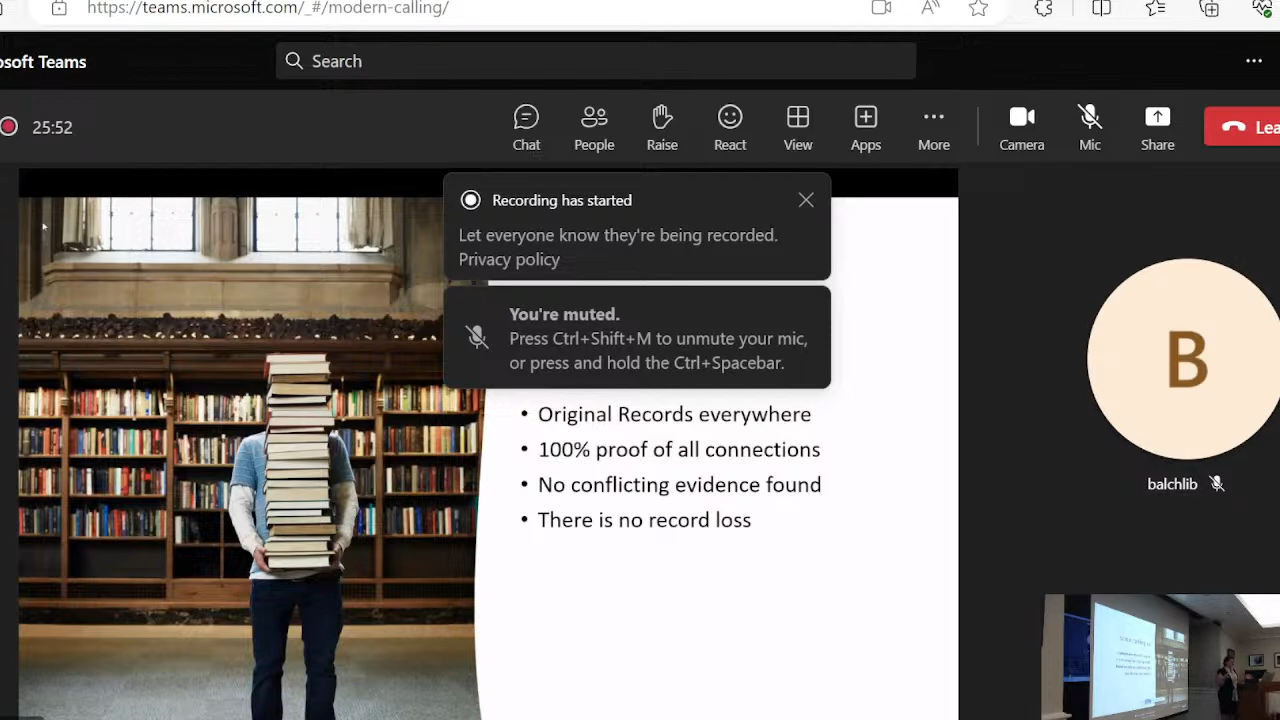 https://teams.microsoft.com/_#/modern-calling/
osoft Teams
Search
25:52
Chat
People
Raise
React
View
Apps
More
Camera
Mic
Share
Lea
Recording has started
Let everyone know they're being recorded.
Privacy policy
You're muted.
Press Ctrl+Shift+M to unmute your mic,
or press and hold the Ctrl+Spacebar.
• Original Records everywhere
• 100% proof of all connections
• No conflicting evidence found
• There is no record loss
B
balchlib